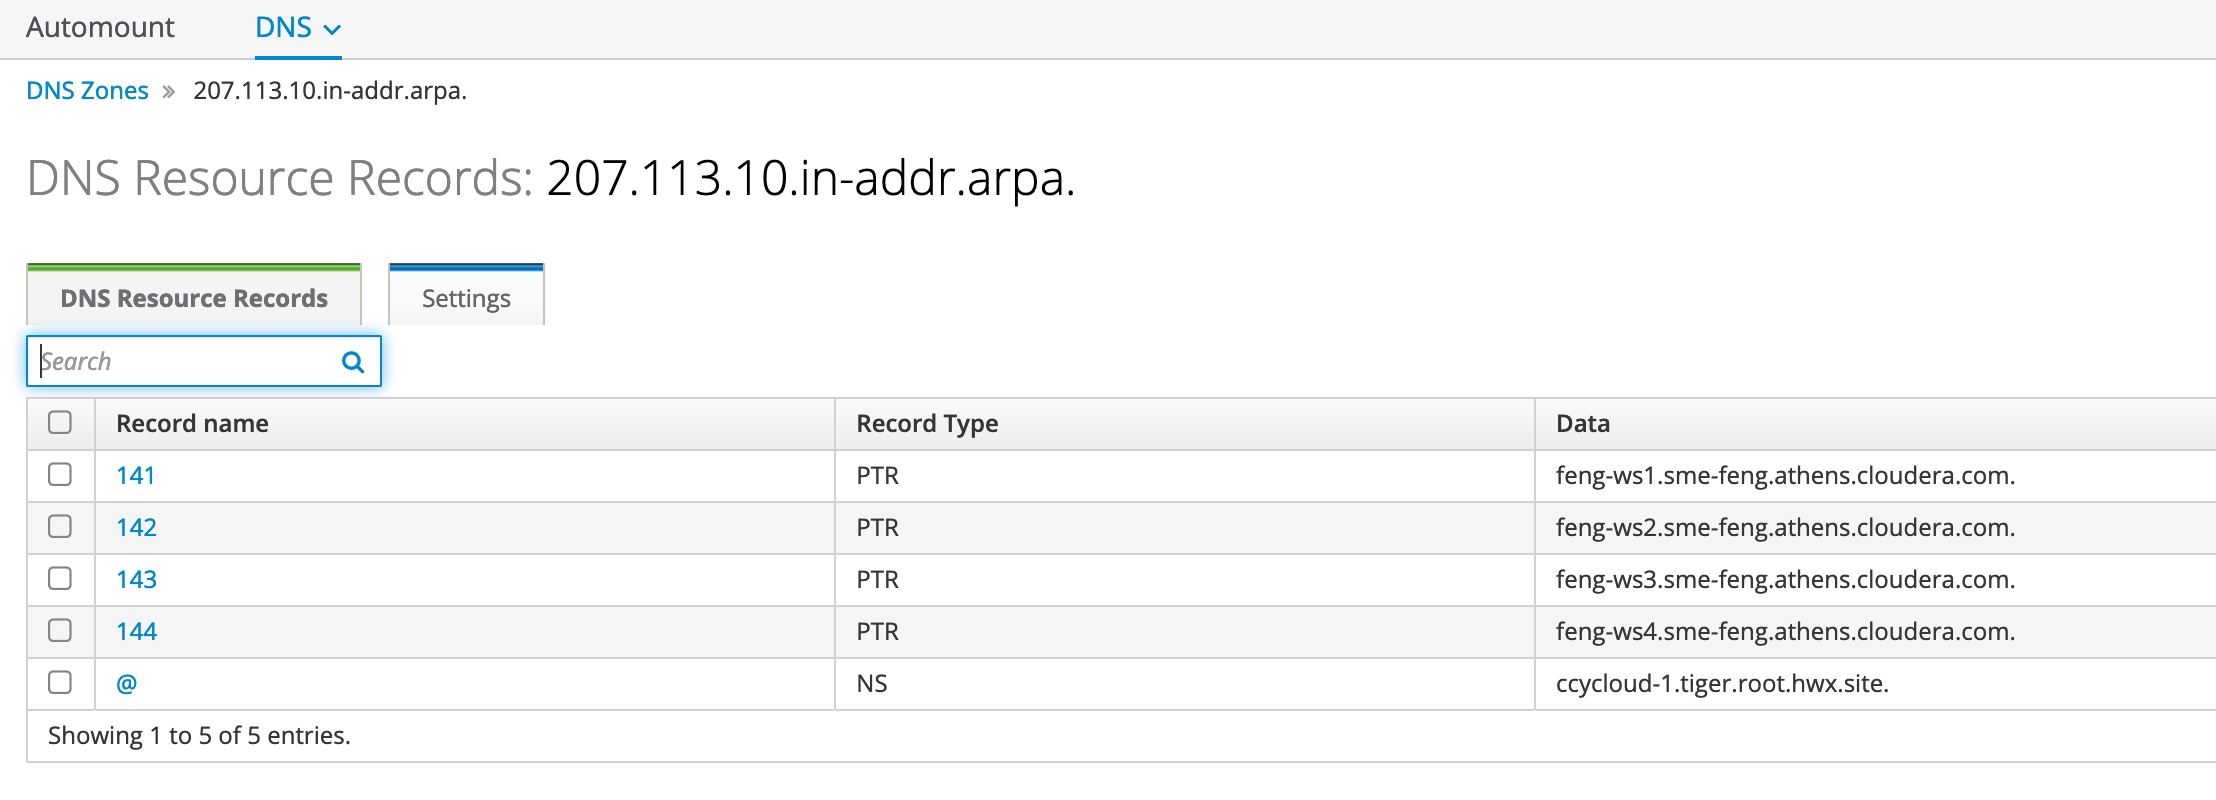 Automount DNS
DNS Zones » 207.113.10.in-addr.arpa.
DNS Resource Records: 207.113.10.in-addr.arpa.
DNS Resource Records Settings
Search
Record name Record Type Data
141 PTR feng-ws1.sme-feng.athens.cloudera.com.
142 PTR feng-ws2.sme-feng.athens.cloudera.com.
143 PTR feng-ws3.sme-feng.athens.cloudera.com.
144 PTR feng-ws4.sme-feng.athens.cloudera.com.
@ NS ccycloud-1.tiger.root.hwx.site.
Showing 1 to 5 of 5 entries.